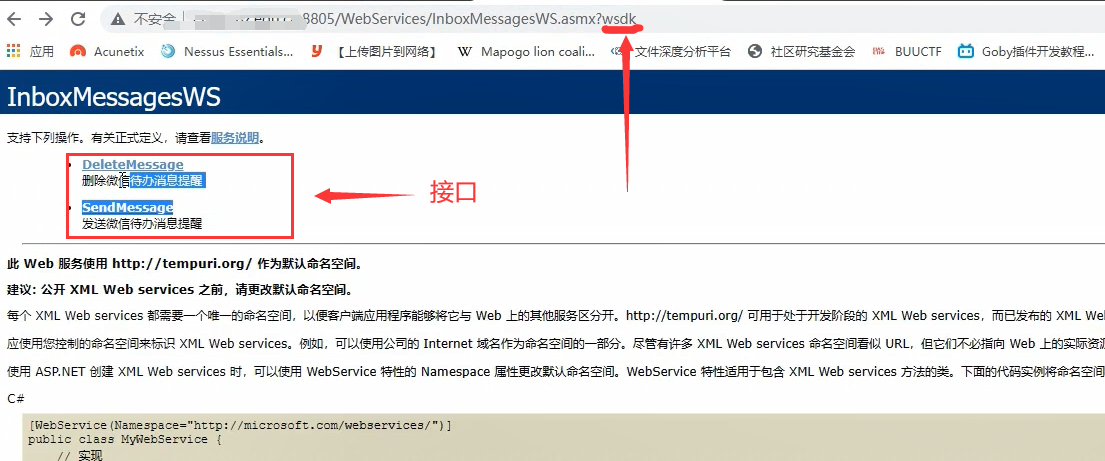 不安全
8805/WebServices/InboxMessagesWS.asmx?wsdk
应用 Acunetix Nessus Essentials... 【上传图片到网络】 Mapogo lion coali... 文件深度分析平台 社区研究基金会 BUUCTF Goby插件开发教程...
InboxMessagesWS
支持下列操作。有关正式定义，请查看服务说明。
DeleteMessage
删除微信待办消息提醒
接口
SendMessage
发送微信待办消息提醒
此 Web 服务使用 http://tempuri.org/ 作为默认命名空间。
建议: 公开 XML Web services 之前，请更改默认命名空间。
每个 XML Web services 都需要一个唯一的命名空间，以便客户端应用程序能够将它与 Web 上的其他服务区分开。http://tempuri.org/ 可用于处于开发阶段的 XML Web services，而已发布的 XML We
应使用您控制的命名空间来标识 XML Web services。例如，可以使用公司的 Internet 域名作为命名空间的一部分。尽管有许多 XML Web services 命名空间看似 URL，但它们不必指向 Web 上的实际资源
使用 ASP.NET 创建 XML Web services 时，可以使用 WebService 特性的 Namespace 属性更改默认命名空间。WebService 特性适用于包含 XML Web services 方法的类。下面的代码实例将命名空间
C#
[WebService(Namespace="http://microsoft.com/webservices/")]
public class MyWebService {
// 实现